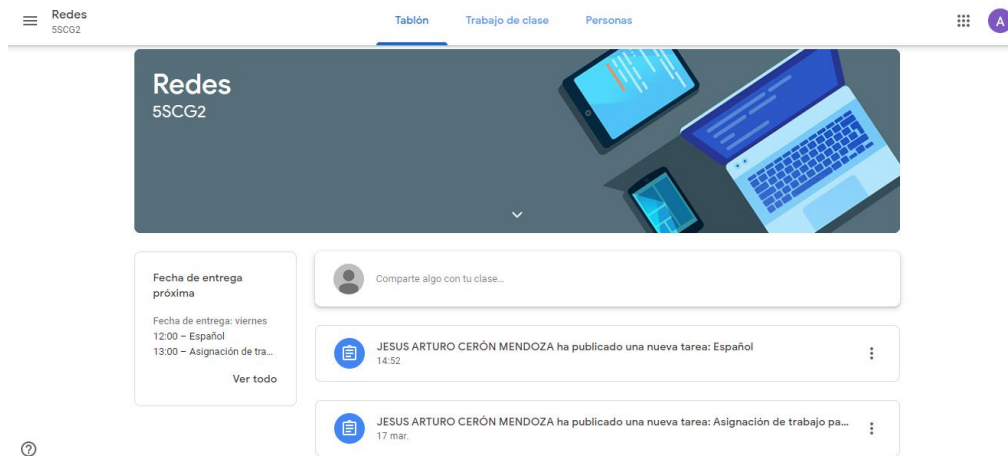 Redes
5SCG2
Tablón
Trabajo de clase
Personas
A
Redes
5SCG2
Fecha de entrega
próxima
Fecha de entrega: viernes
12:00 – Español
13:00 – Asignación de tra...
Ver todo
Comparte algo con tu clase...
JESUS ARTURO CERÓN MENDOZA ha publicado una nueva tarea: Español
14:52
JESUS ARTURO CERÓN MENDOZA ha publicado una nueva tarea: Asignación de trabajo pa...
17 mar.